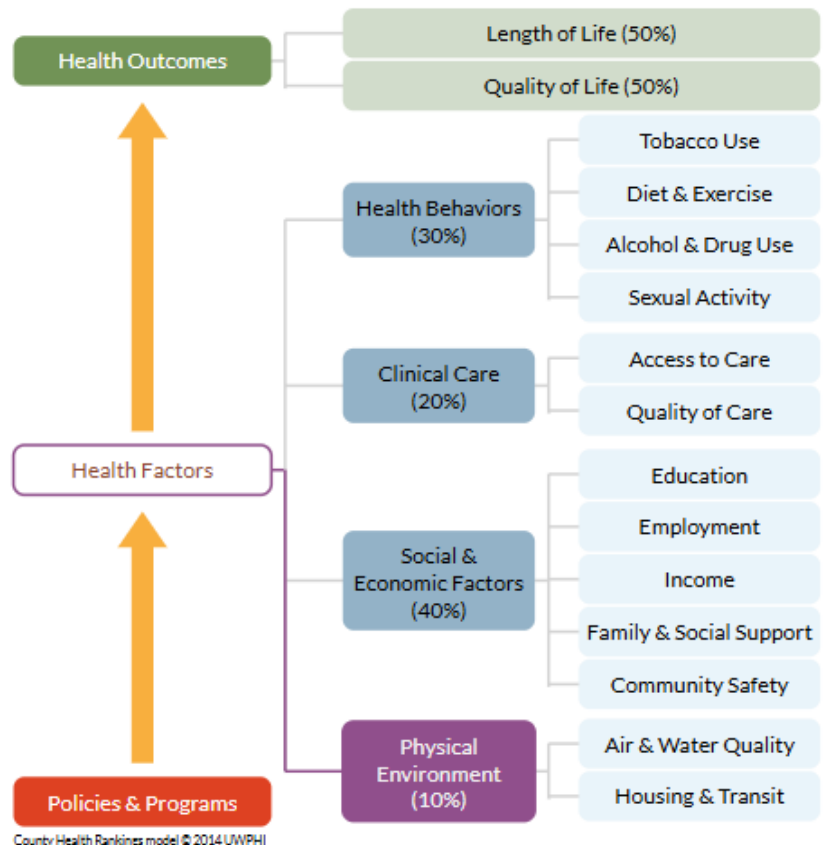 Health Outcomes
Length of Life (50%)
Quality of Life (50%)
Health Factors
Health Behaviors
(30%)
Tobacco Use
Diet & Exercise
Alcohol & Drug Use
Sexual Activity
Clinical Care
(20%)
Access to Care
Quality of Care
Social &
Economic Factors
(40%)
Education
Employment
Income
Family & Social Support
Community Safety
Physical
Environment
(10%)
Air & Water Quality
Housing & Transit
Policies & Programs
County Health Rankings model © 2014 UWPHI